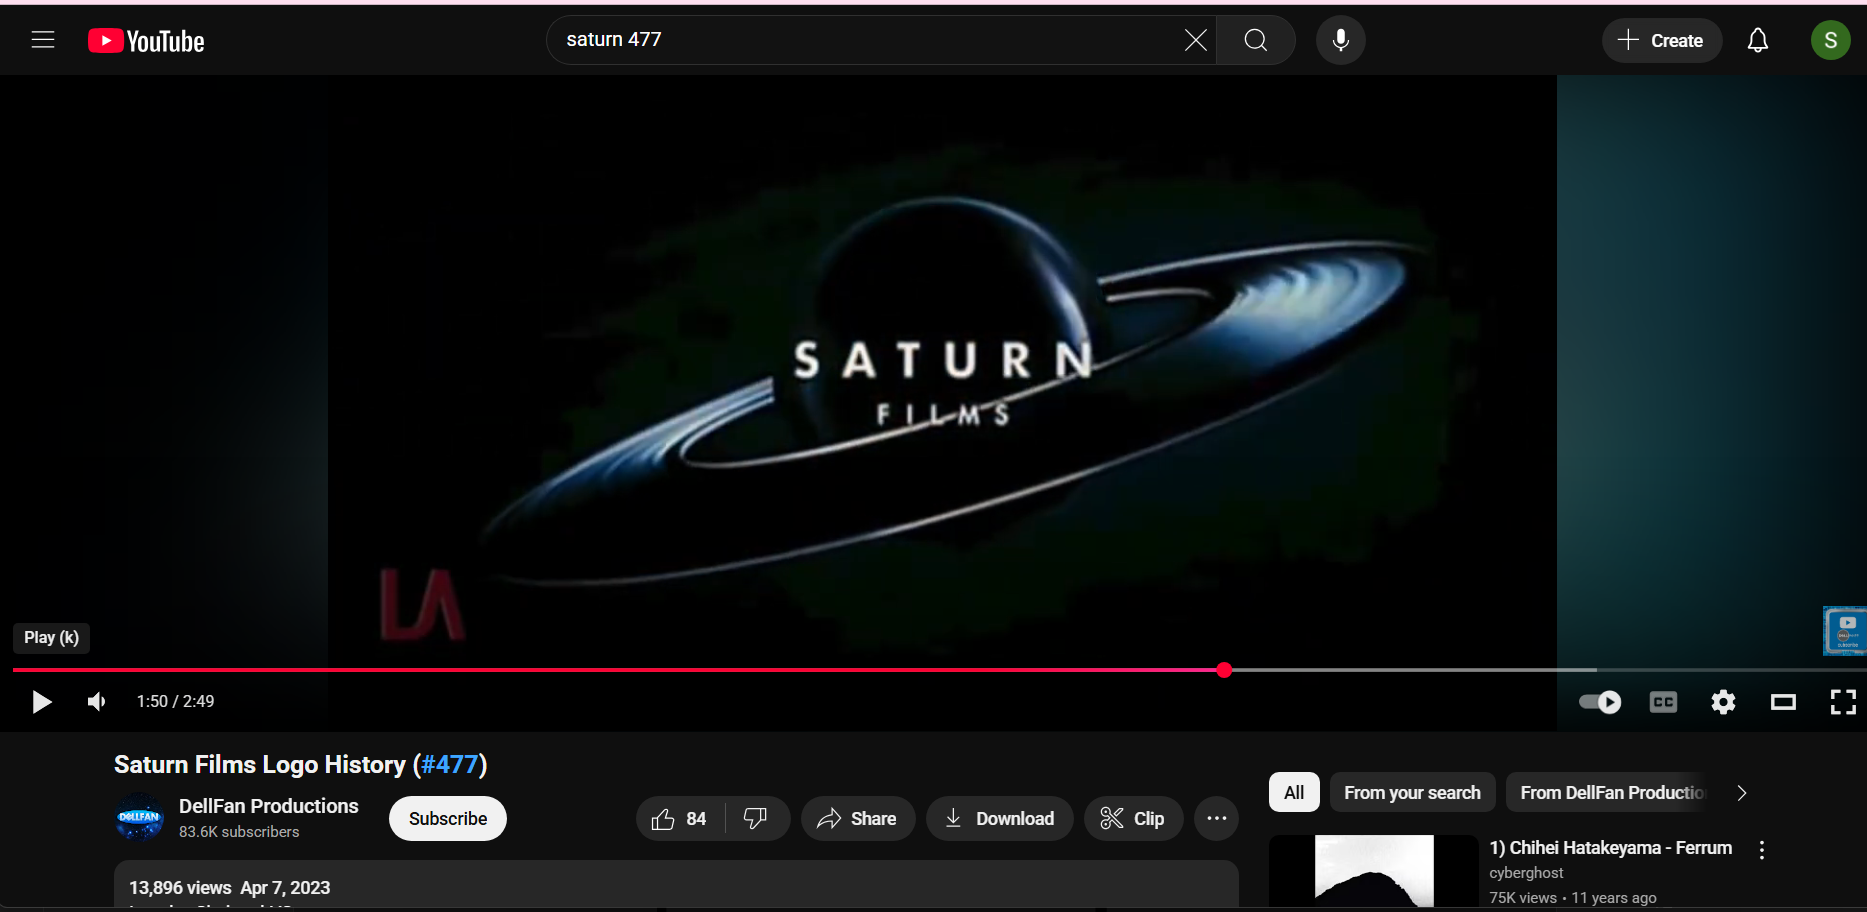 YouTube
saturn 477
Create
S
SATURN
FILMS
LA
Play (k)
1:50 / 2:49
CC
Saturn Films Logo History (#477)
DELLFAN
DellFan Productions
83.6K subscribers
Subscribe
84
Share
Download
Clip
13,896 views Apr 7, 2023
All
From your search
From DellFan Productio
1) Chihei Hatakeyama - Ferrum
cyberghost
75K views • 11 years ago